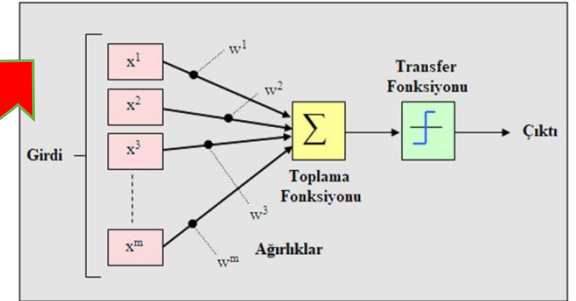 Girdi
x¹
x²
x³
xᵐ
w¹
w²
w³
wᵐ
Ağırlıklar
∑
Toplama
Fonksiyonu
Transfer
Fonksiyonu
Çıktı